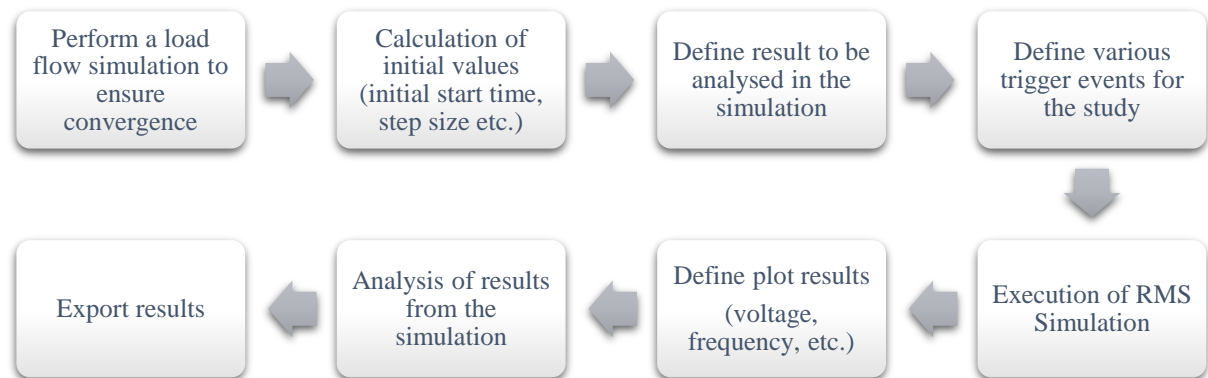 Perform a load
flow simulation to
ensure
convergence
Calculation of
initial values
(initial start time,
step size etc.)
Define result to be
analysed in the
simulation
Define various
trigger events for
the study
Execution of RMS
Simulation
Define plot results
(voltage,
frequency, etc.)
Analysis of results
from the
simulation
Export results